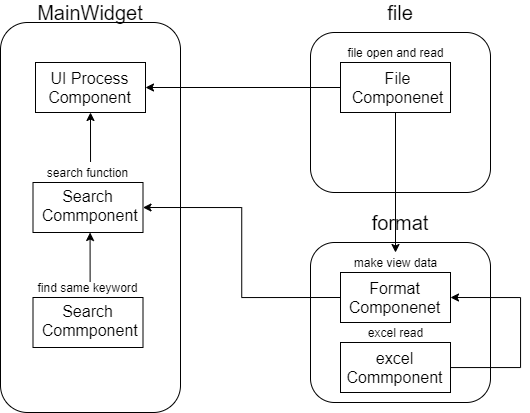 MainWidget
UI Process
Component
search function
Search
Commponent
find same keyword
Search
Commponent
file
file open and read
File
Componenet
format
make view data
Format
Componenet
excel read
excel
Commponent